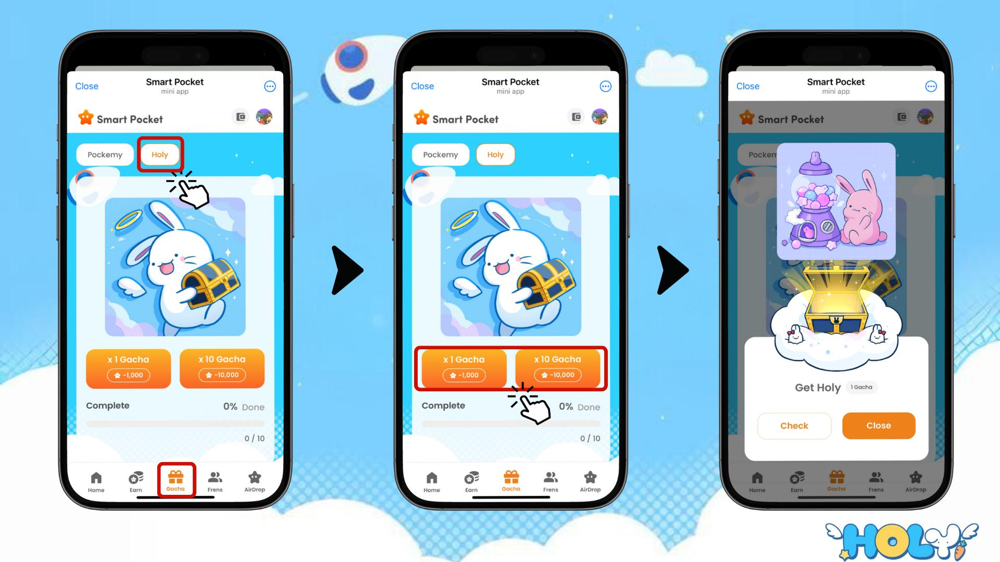 Close
Smart Pocket
mini app
Smart Pocket
Pockemy
Holy
x 1 Gacha
-1,000
x 10 Gacha
-10,000
Complete
0% Done
0 / 10
Home
Earn
Gacha
Frens
AirDrop
Close
Smart Pocket
mini app
Smart Pocket
Pockemy
Holy
x 1 Gacha
-1,000
x 10 Gacha
-10,000
Complete
0% Done
0 / 10
Home
Earn
Gacha
Frens
AirDrop
Close
Smart Pocket
mini app
Smart Pocket
Pockem
Get Holy
1 Gacha
Check
Close
Home
Earn
Gacha
Frens
AirDrop
HOLY